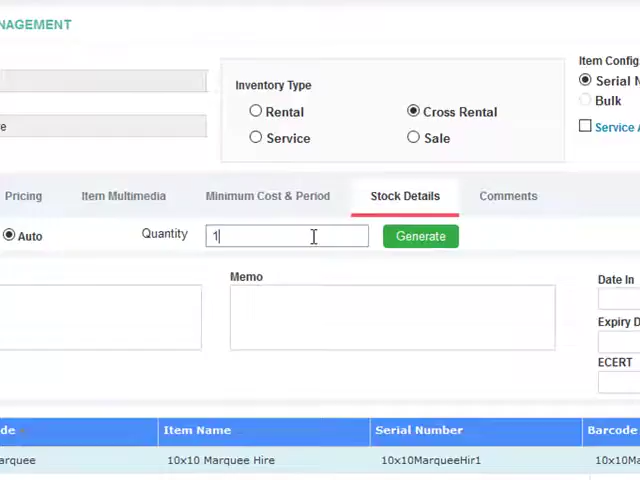 NAGEMENT
Item Config
Inventory Type
Serial N
Rental
Cross Rental
Bulk
e
Service
Sale
Service A
Pricing
Item Multimedia
Minimum Cost & Period
Stock Details
Comments
Auto
Quantity
1
Generate
Memo
Date In
Expiry D
ECERT
de
Item Name
Serial Number
Barcode
arquee
10x10 Marquee Hire
10x10MarqueeHir1
10x10Ma